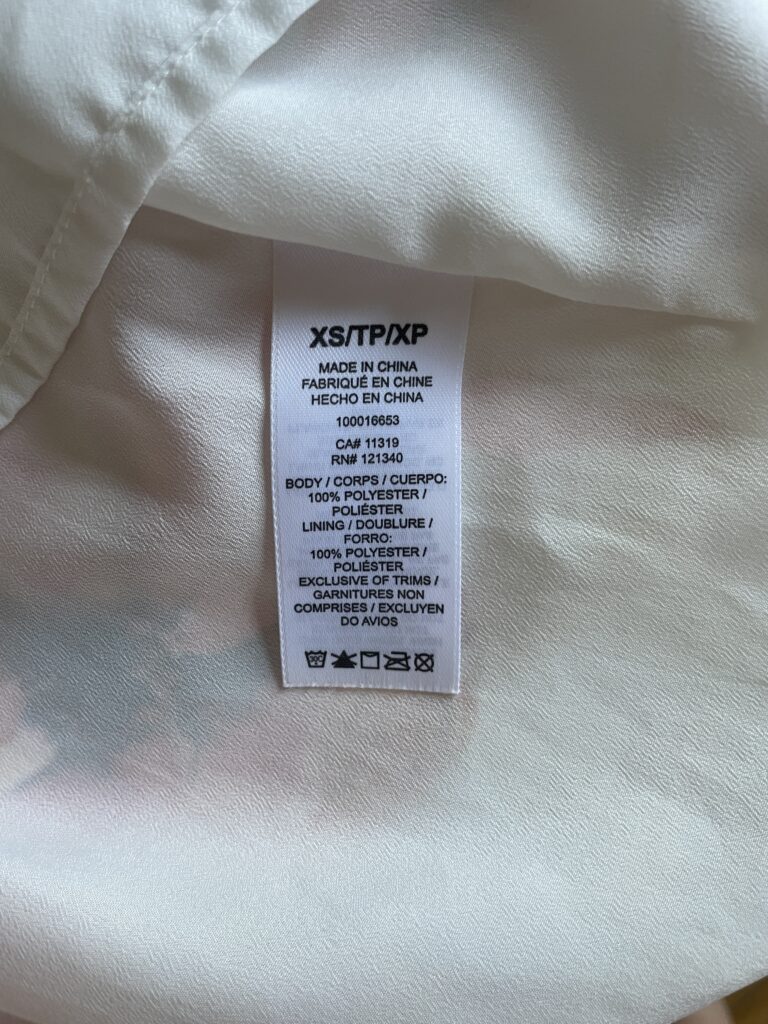 XS/TP/XP
MADE IN CHINA
FABRIQUÉ EN CHINE
HECHO EN CHINA
100016653
CA# 11319
RN# 121340
BODY / CORPS / CUERPO:
100% POLYESTER /
POLIÉSTER
LINING / DOUBLURE /
FORRO:
100% POLYESTER /
POLIÉSTER
EXCLUSIVE OF TRIMS /
GARNITURES NON
COMPRISES / EXCLUYEN
DO AVIOS
30C